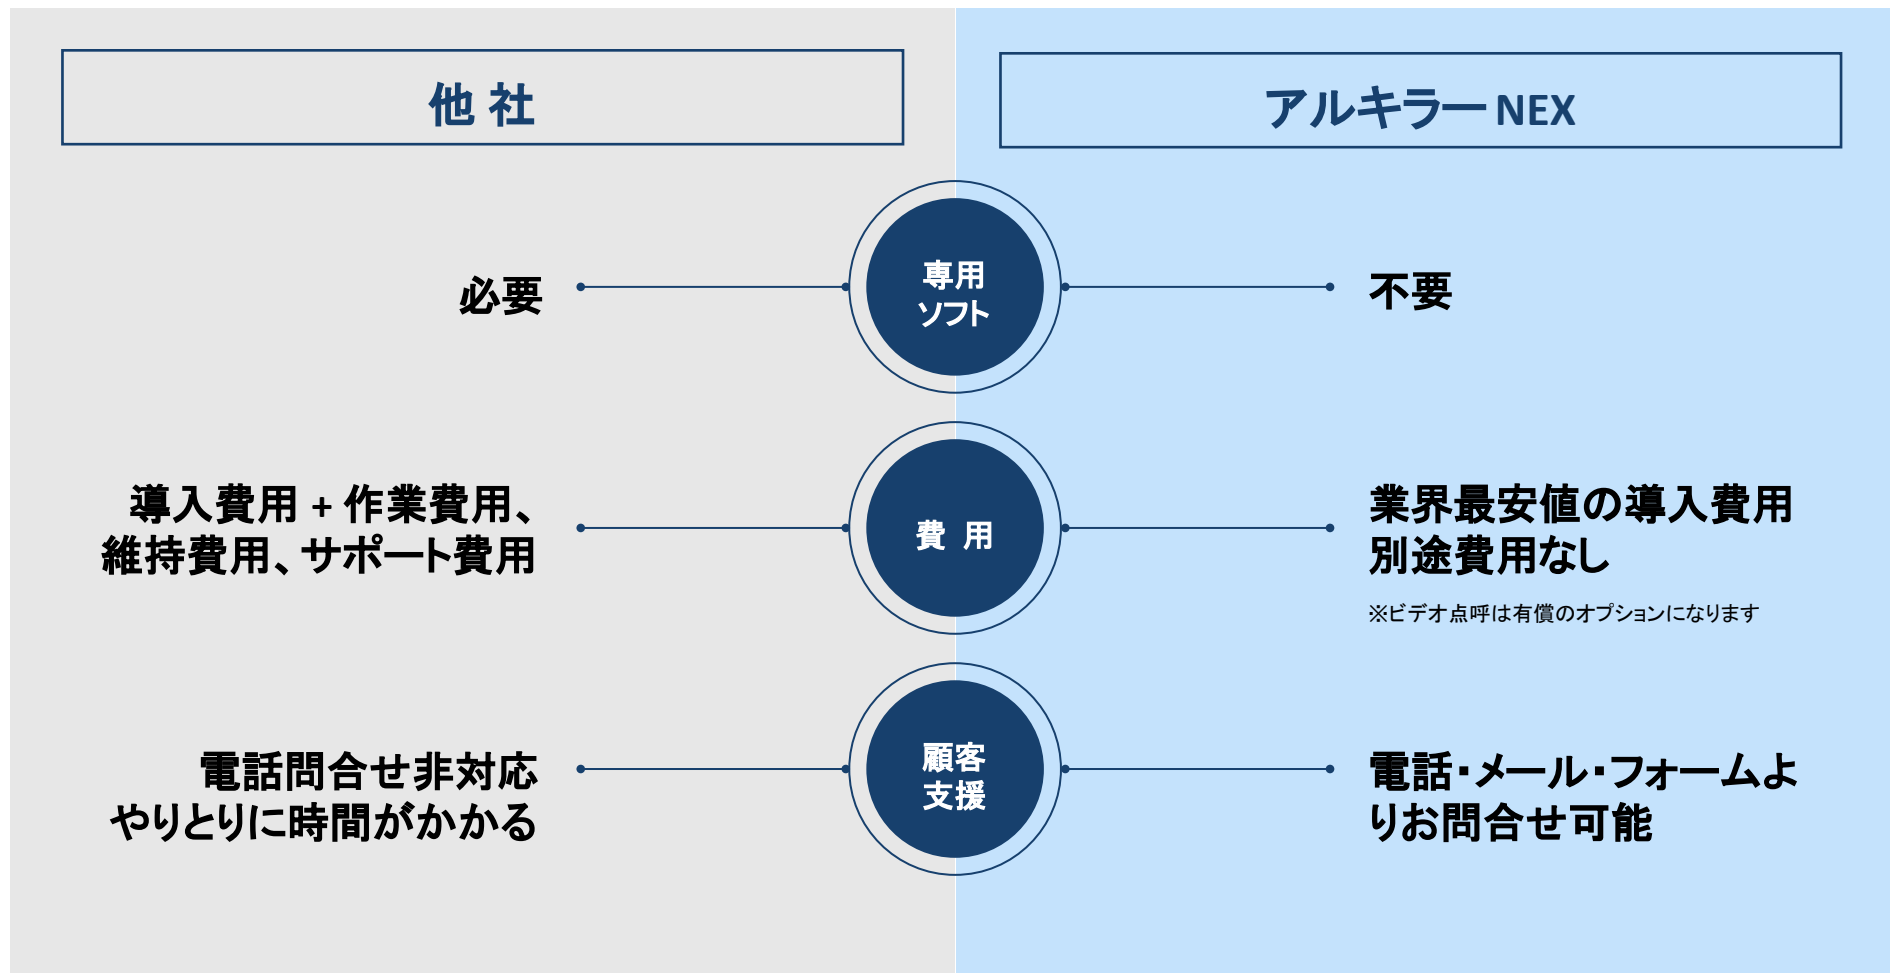 他 社
アルキラー NEX
必要
専用
ソフト
不要
導入費用 + 作業費用、
維持費用、サポート費用
費 用
業界最安値の導入費用
別途費用なし
※ビデオ点呼は有償のオプションになります
電話問合せ非対応
やりとりに時間がかかる
顧客
支援
電話・メール・フォームよ
りお問合せ可能